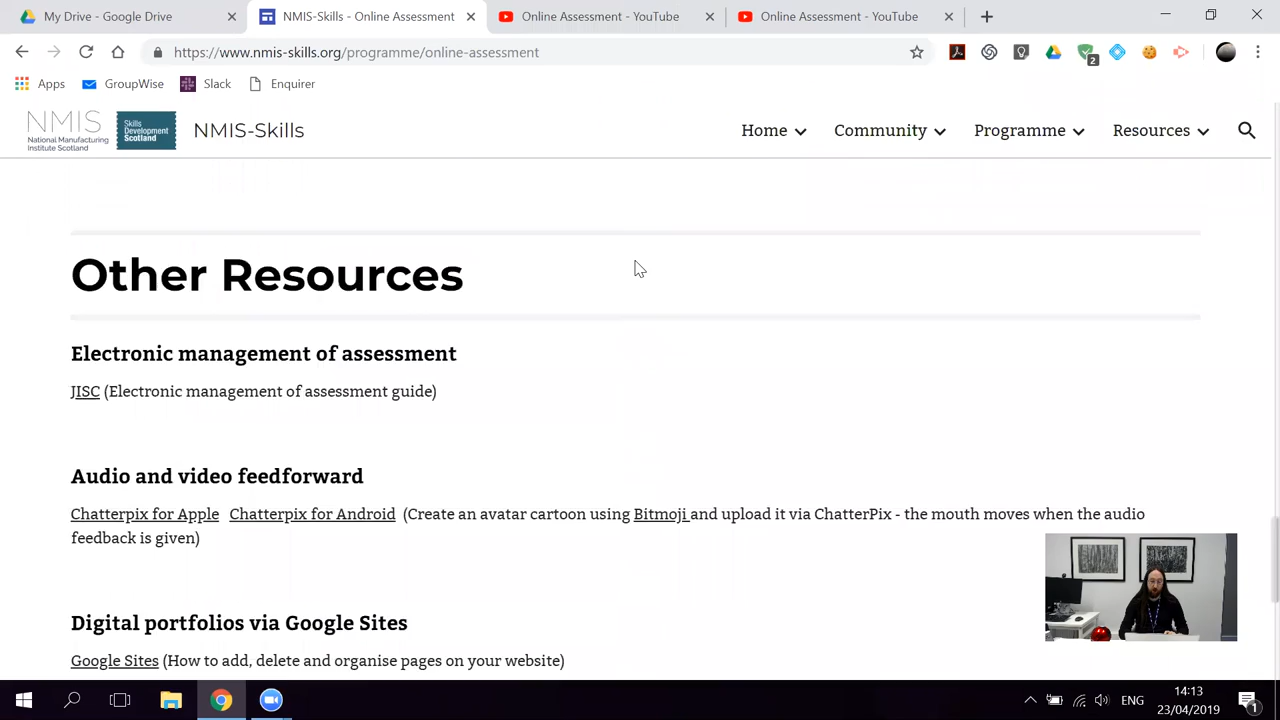 My Drive - Google Drive
NMIS-Skills - Online Assessment
Online Assessment - YouTube
Online Assessment - YouTube
https://www.nmis-skills.org/programme/online-assessment
2
Apps
GroupWise
Slack
Enquirer
NMIS
National Manufacturing
Institute Scotland
Skills
Development
Scotland
NMIS-Skills
Home
Community
Programme
Resources
Other Resources
Electronic management of assessment
JISC (Electronic management of assessment guide)
Audio and video feedforward
Chatterpix for Apple Chatterpix for Android (Create an avatar cartoon using Bitmoji and upload it via ChatterPix - the mouth moves when the audio
feedback is given)
Digital portfolios via Google Sites
Google Sites (How to add, delete and organise pages on your website)
ENG
14:13
23/04/2019
1